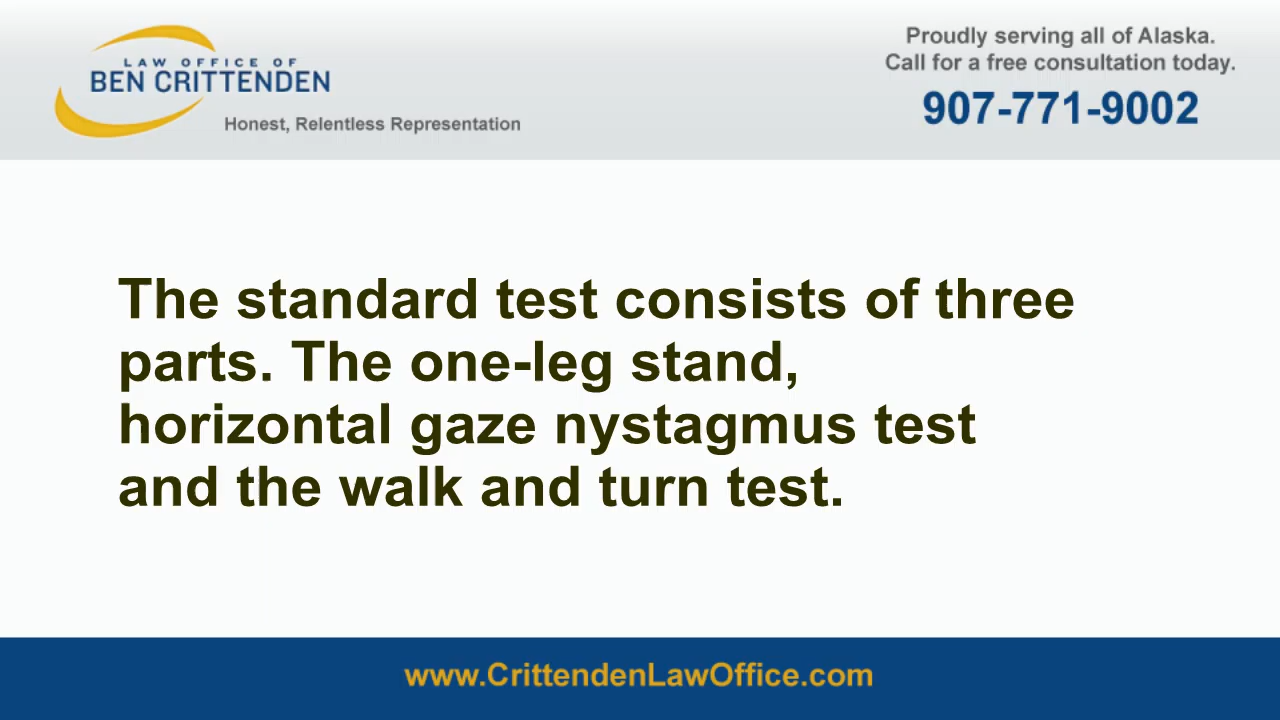 LAW OFFICE OF
BEN CRITTENDEN
Honest, Relentless Representation
Proudly serving all of Alaska.
Call for a free consultation today.
907-771-9002
The standard test consists of three
parts. The one-leg stand,
horizontal gaze nystagmus test
and the walk and turn test.
www.CrittendenLawOffice.com